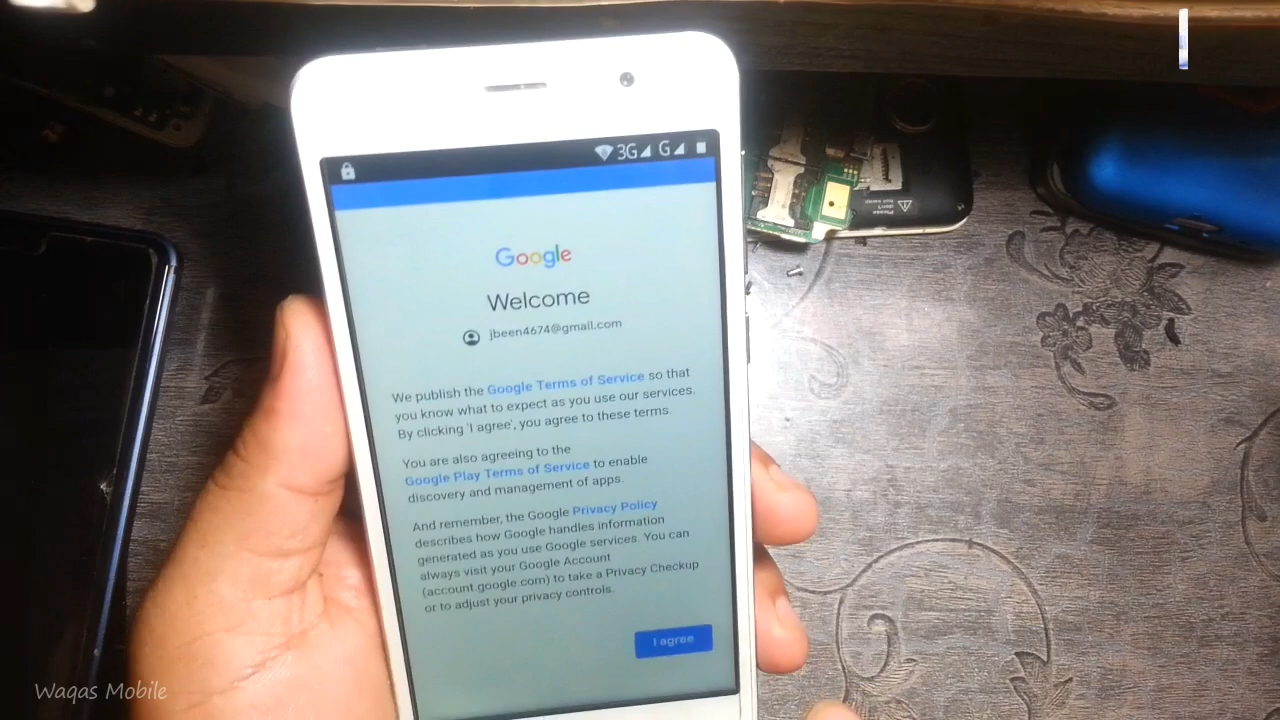 3G G
Google
Welcome
jbeen4674@gmail.com
We publish the Google Terms of Service so that
you know what to expect as you use our services.
By clicking 'I agree', you agree to these terms.
You are also agreeing to the
Google Play Terms of Service to enable
discovery and management of apps.
And remember, the Google Privacy Policy
describes how Google handles information
generated as you use Google services. You can
always visit your Google Account
(account.google.com) to take a Privacy Checkup
or to adjust your privacy controls.
I agree
Please
don't
Waqas Mobile